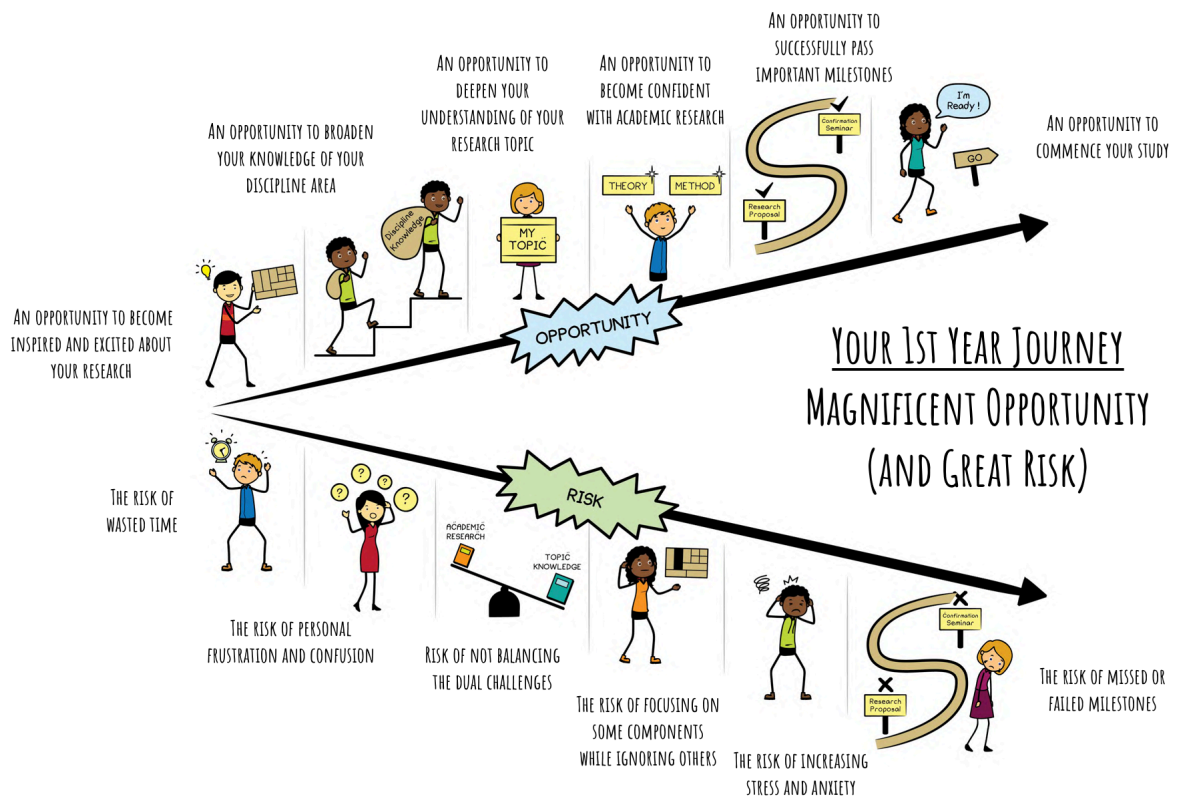 An opportunity to
successfully pass
important milestones
An opportunity to
deepen your
understanding of your
research topic
An opportunity to
become confident
with academic research
An opportunity to broaden
your knowledge of your
discipline area
An opportunity to become
inspired and excited about
your research
An opportunity to
commence your study
I'm
Ready !
GO
Confirmation
Seminar
Research
Proposal
THEORY
METHOD
MY
TOPIC
Discipline
Knowledge
OPPORTUNITY
Your 1st Year Journey
Magnificent Opportunity
(and Great Risk)
RISK
The risk of
wasted time
?
?
?
?
The risk of personal
frustration and confusion
ACADEMIC
RESEARCH
TOPIC
KNOWLEDGE
Risk of not balancing
the dual challenges
The risk of focusing on
some components
while ignoring others
The risk of increasing
stress and anxiety
Confirmation
Seminar
Research
Proposal
The risk of missed or
failed milestones